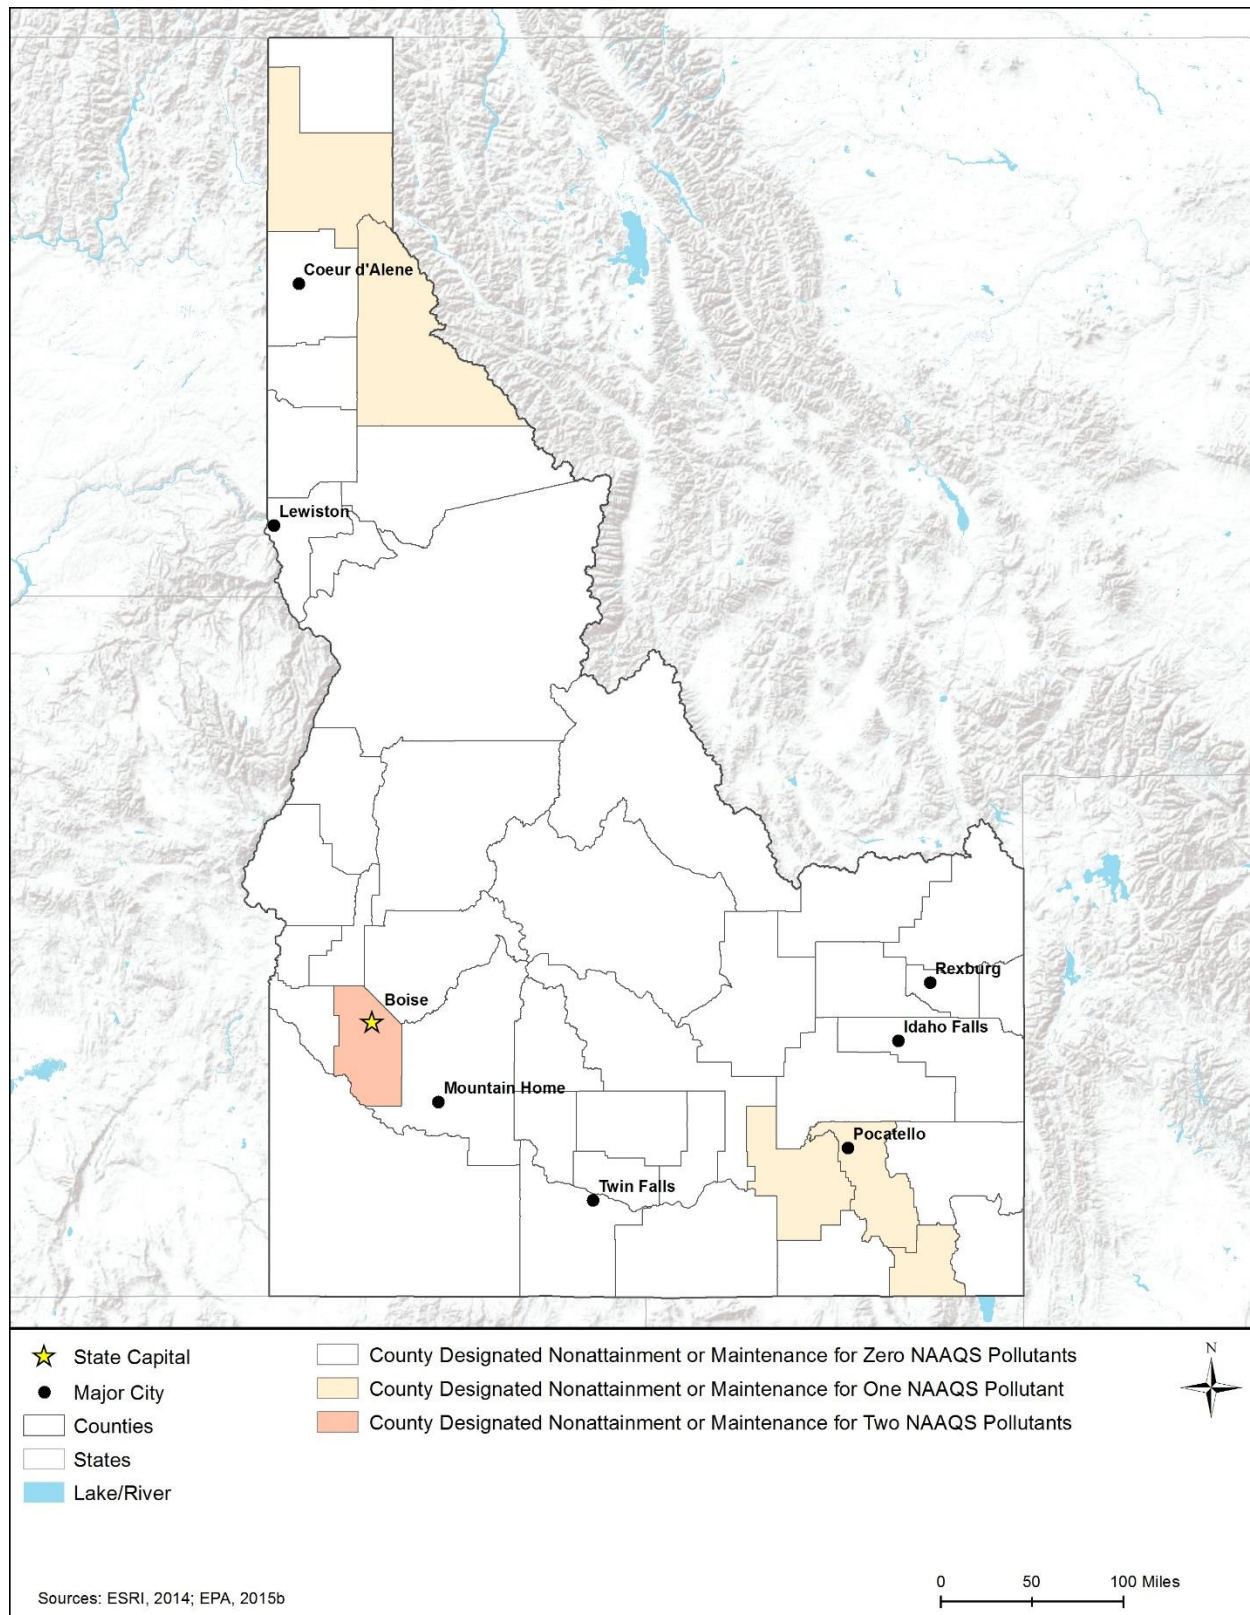 Coeur d'Alene
Lewiston
Rexburg
Boise
Idaho Falls
Mountain Home
Pocatello
Twin Falls
State Capital
Major City
Counties
States
Lake/River
County Designated Nonattainment or Maintenance for Zero NAAQS Pollutants
County Designated Nonattainment or Maintenance for One NAAQS Pollutant
County Designated Nonattainment or Maintenance for Two NAAQS Pollutants
N
Sources: ESRI, 2014; EPA, 2015b
0 50 100 Miles